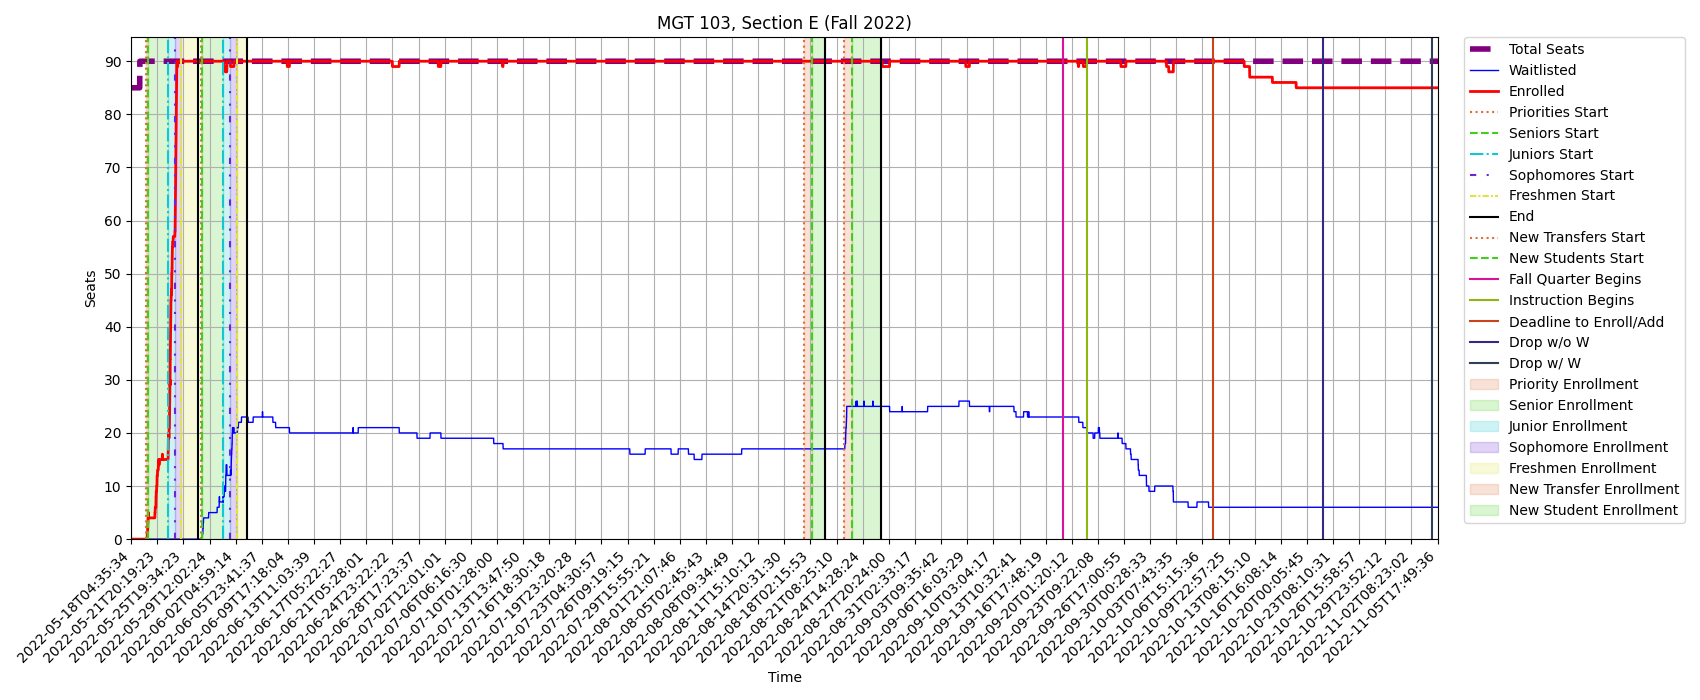 MGT 103, Section E (Fall 2022)
Seats
90
80
70
60
50
40
30
20
10
0
2022-05-18T04:35:34
2022-05-21T20:19:23
2022-05-25T19:34:23
2022-05-29T12:02:24
2022-06-02T04:59:14
2022-06-05T23:41:37
2022-06-09T17:18:04
2022-06-13T11:03:39
2022-06-17T05:22:27
2022-06-21T05:28:01
2022-06-24T23:22:22
2022-06-28T17:23:37
2022-07-02T12:01:01
2022-07-06T06:16:30
2022-07-10T01:28:00
2022-07-13T13:47:50
2022-07-16T18:30:18
2022-07-19T23:20:28
2022-07-23T04:30:57
2022-07-26T09:19:15
2022-07-29T15:55:21
2022-08-01T21:07:46
2022-08-05T02:45:43
2022-08-08T09:34:49
2022-08-11T15:10:12
2022-08-14T20:31:30
2022-08-18T02:15:53
2022-08-21T08:25:10
2022-08-24T14:28:24
2022-08-27T20:24:00
2022-08-31T02:33:17
2022-09-03T09:35:42
2022-09-06T16:03:29
2022-09-10T03:04:17
2022-09-13T10:32:41
2022-09-16T17:48:19
2022-09-20T01:20:12
2022-09-23T09:22:08
2022-09-26T17:00:55
2022-09-30T00:28:33
2022-10-03T07:43:35
2022-10-06T15:15:36
2022-10-09T22:57:25
2022-10-13T08:15:10
2022-10-16T16:08:14
2022-10-20T00:05:45
2022-10-23T08:10:31
2022-10-26T15:58:57
2022-10-29T23:52:12
2022-11-02T08:23:02
2022-11-05T17:49:36
Time
Total Seats
Waitlisted
Enrolled
Priorities Start
Seniors Start
Juniors Start
Sophomores Start
Freshmen Start
End
New Transfers Start
New Students Start
Fall Quarter Begins
Instruction Begins
Deadline to Enroll/Add
Drop w/o W
Drop w/ W
Priority Enrollment
Senior Enrollment
Junior Enrollment
Sophomore Enrollment
Freshmen Enrollment
New Transfer Enrollment
New Student Enrollment